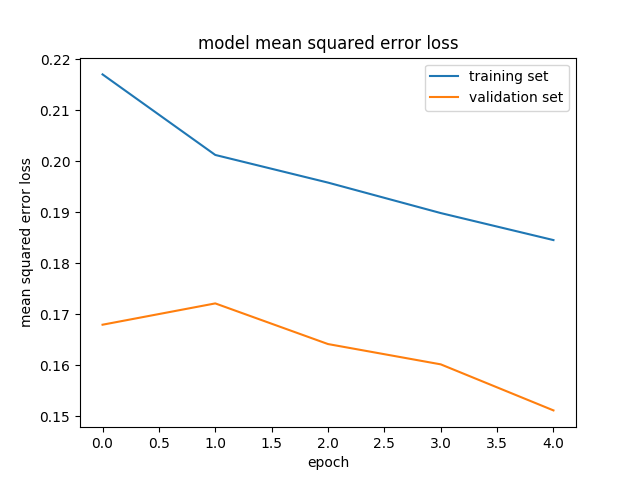 model mean squared error loss
training set
validation set
0.22
0.21
0.20
0.19
0.18
0.17
0.16
0.15
mean squared error loss
0.0 0.5 1.0 1.5 2.0 2.5 3.0 3.5 4.0
epoch